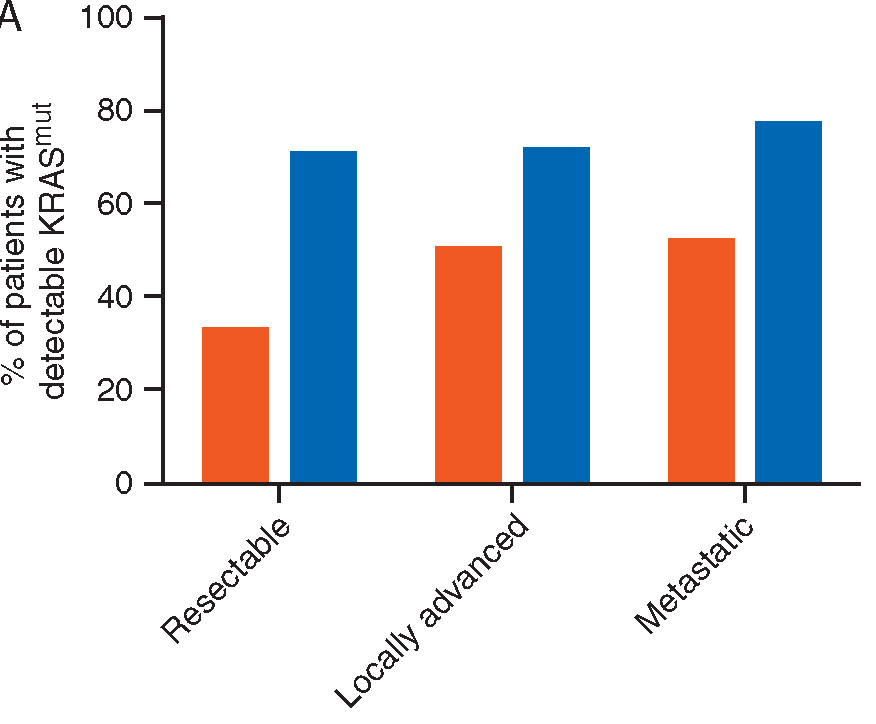 A
100
80
60
40
20
0
% of patients with
detectable KRASmut
Resectable
Locally advanced
Metastatic